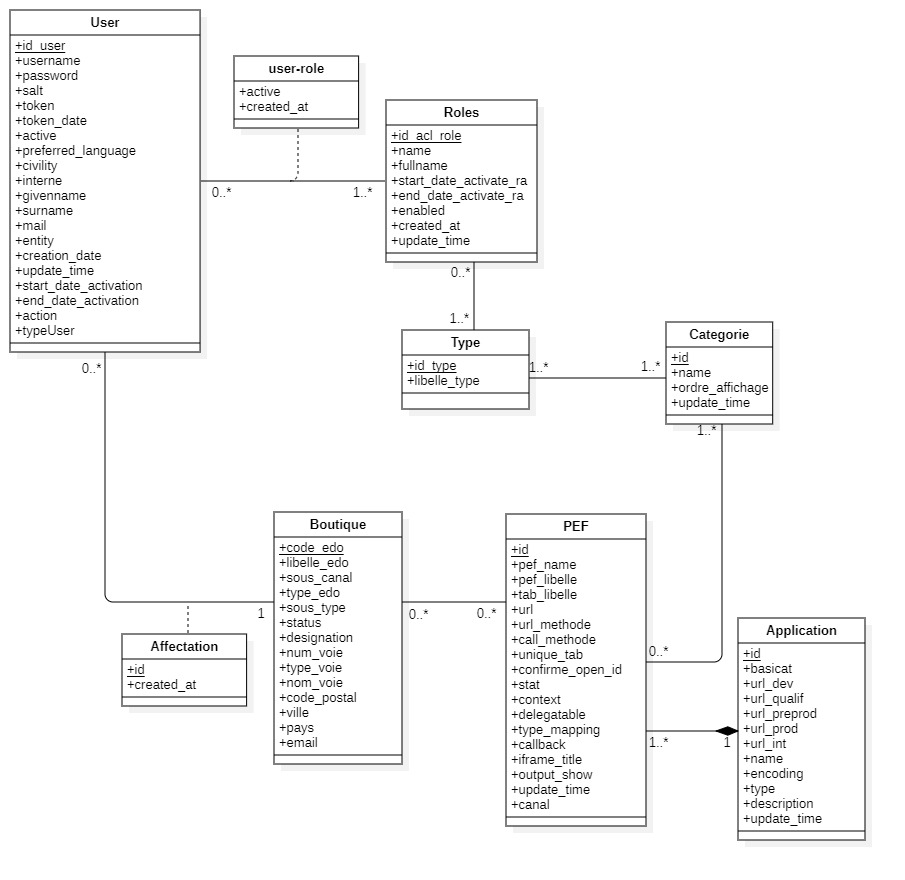 User
+id_user
+username
+password
+salt
+token
+token_date
+active
+preferred_language
+civility
+interne
+givenname
+surname
+mail
+entity
+creation_date
+update_time
+start_date_activation
+end_date_activation
+action
+typeUser
user-role
+active
+created_at
0..*
1..*
Roles
+id_acl_role
+name
+fullname
+start_date_activate_ra
+end_date_activate_ra
+enabled
+created_at
+update_time
0..*
1..*
Type
+id_type
+libelle_type
1..*
1..*
Categorie
+id
+name
+ordre_affichage
+update_time
1..*
0..*
Boutique
+code_edo
+libelle_edo
+sous_canal
+type_edo
+sous_type
+status
+designation
+num_voie
+type_voie
+nom_voie
+code_postal
+ville
+pays
+email
1
Affectation
+id
+created_at
0..*
0..*
PEF
+id
+pef_name
+pef_libelle
+tab_libelle
+url
+url_methode
+call_methode
+unique_tab
+confirme_open_id
+stat
+context
+delegatable
+type_mapping
+callback
+iframe_title
+output_show
+update_time
+canal
0..*
1..*
1
Application
+id
+basicat
+url_dev
+url_qualif
+url_preprod
+url_prod
+url_int
+name
+encoding
+type
+description
+update_time